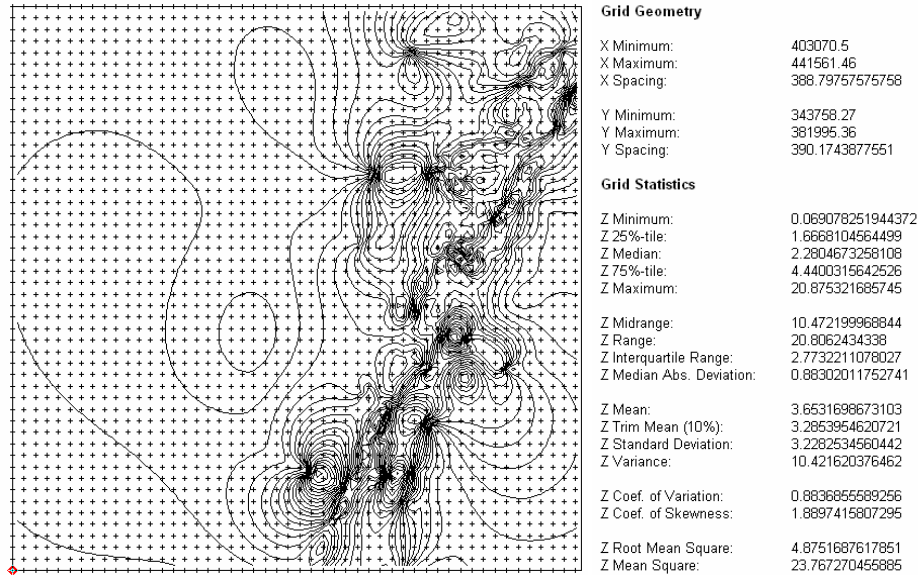 Grid Geometry
X Minimum: 403070.5
X Maximum: 441561.46
X Spacing: 388.79757575758
Y Minimum: 343758.27
Y Maximum: 381995.36
Y Spacing: 390.1743877551
Grid Statistics
Z Minimum: 0.069078251944372
Z 25%-tile: 1.6668104564499
Z Median: 2.2804673258108
Z 75%-tile: 4.4400315642526
Z Maximum: 20.875321685745
Z Midrange: 10.472199968844
Z Range: 20.8062434338
Z Interquartile Range: 2.7732211078027
Z Median Abs. Deviation: 0.88302011752741
Z Mean: 3.6531698673103
Z Trim Mean (10%): 3.2853954620721
Z Standard Deviation: 3.2282534560442
Z Variance: 10.421620376462
Z Coef. of Variation: 0.8836855589256
Z Coef. of Skewness: 1.8897415807295
Z Root Mean Square: 4.8751687617851
Z Mean Square: 23.767270455885